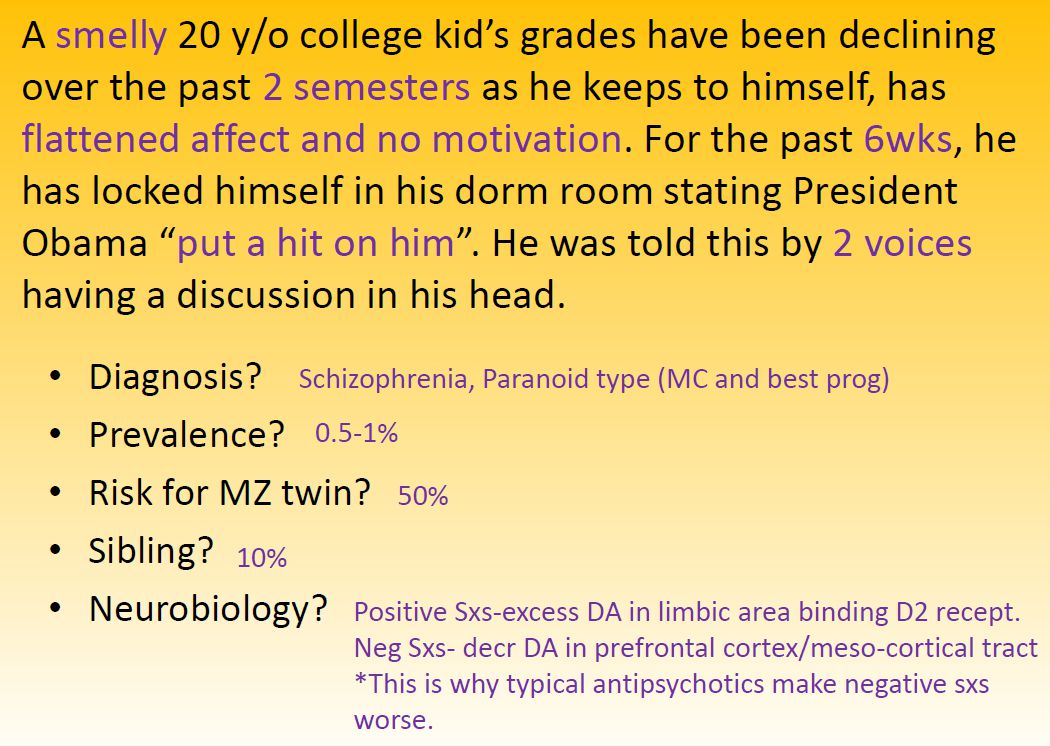 A smelly 20 y/o college kid’s grades have been declining
over the past 2 semesters as he keeps to himself, has
flattened affect and no motivation. For the past 6wks, he
has locked himself in his dorm room stating President
Obama “put a hit on him”. He was told this by 2 voices
having a discussion in his head.
• Diagnosis? Schizophrenia, Paranoid type (MC and best prog)
• Prevalence? 0.5-1%
• Risk for MZ twin? 50%
• Sibling? 10%
• Neurobiology? Positive Sxs-excess DA in limbic area binding D2 recept.
Neg Sxs- decr DA in prefrontal cortex/meso-cortical tract
*This is why typical antipsychotics make negative sxs
worse.